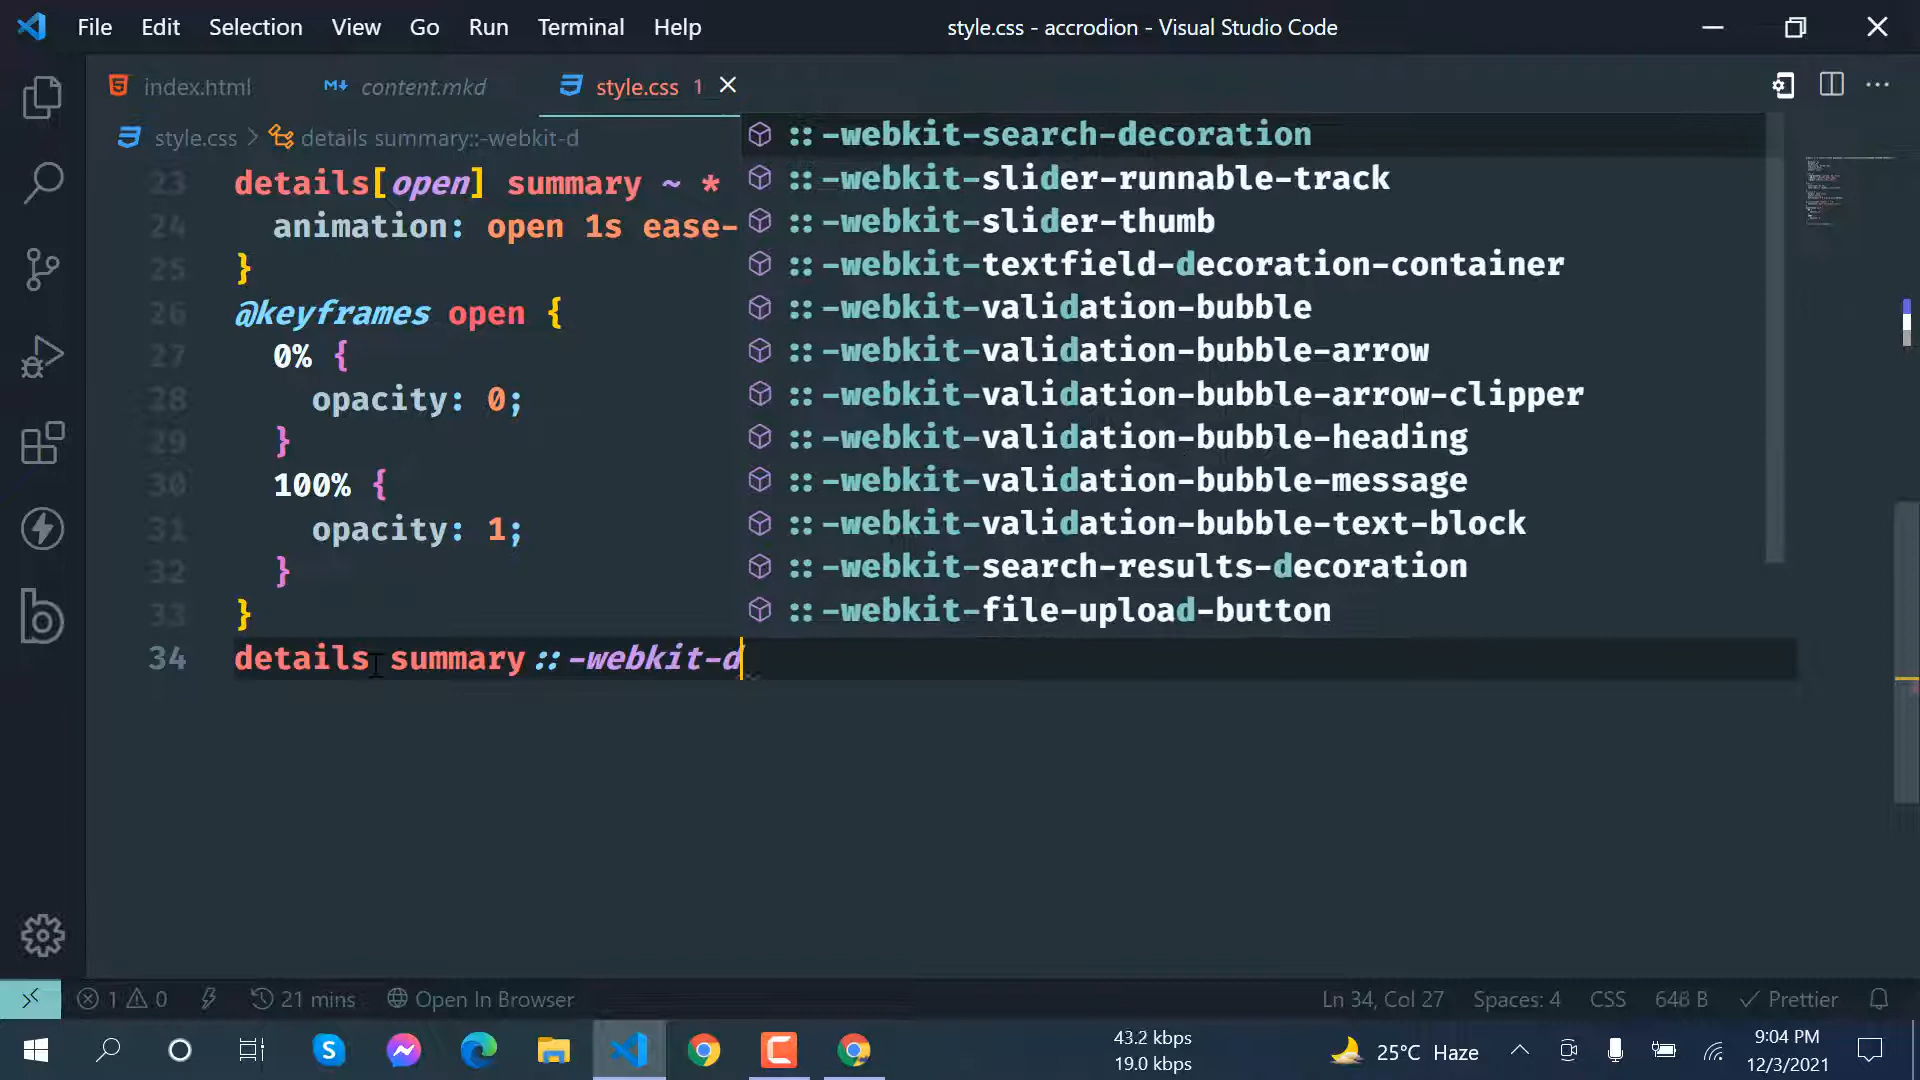 File Edit Selection View Go Run Terminal Help style.css - accrodion - Visual Studio Code
index.html content.mkd style.css 1
style.css > details summary::-webkit-d
23 details[open] summary ~ *
24 animation: open 1s ease-
25 }
26 @keyframes open {
27 0% {
28 opacity: 0;
29 }
30 100% {
31 opacity: 1;
32 }
33 }
34 details summary::-webkit-d
::-webkit-search-decoration
::-webkit-slider-runnable-track
::-webkit-slider-thumb
::-webkit-textfield-decoration-container
::-webkit-validation-bubble
::-webkit-validation-bubble-arrow
::-webkit-validation-bubble-arrow-clipper
::-webkit-validation-bubble-heading
::-webkit-validation-bubble-message
::-webkit-validation-bubble-text-block
::-webkit-search-results-decoration
::-webkit-file-upload-button
1 0 21 mins Open In Browser Ln 34, Col 27 Spaces: 4 CSS 648 B Prettier
43.2 kbps
19.0 kbps
25°C Haze
9:04 PM
12/3/2021